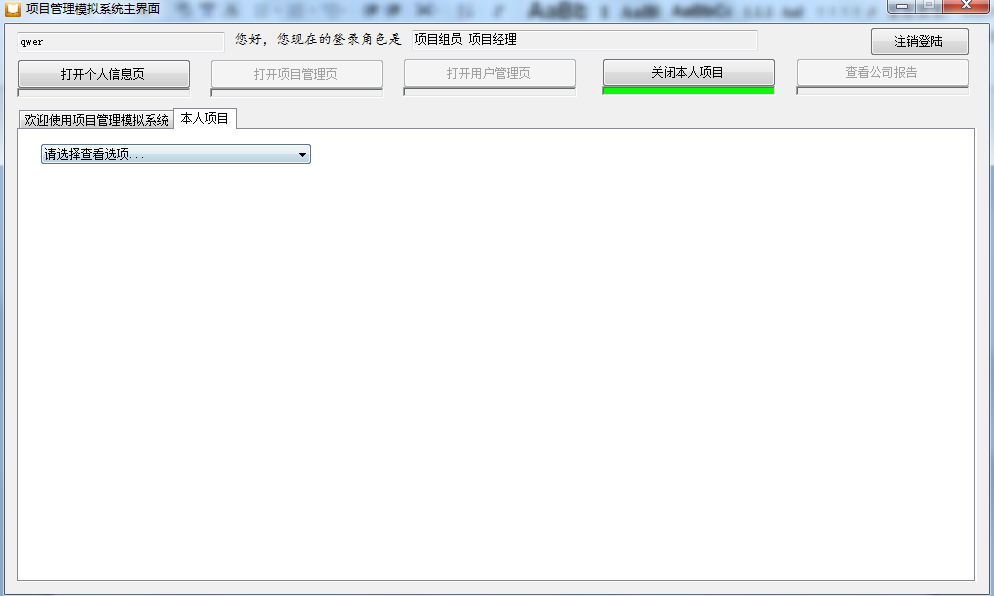 项目管理模拟系统主界面
qwer
您好，您现在的登录角色是
项目组员 项目经理
注销登陆
打开个人信息页
打开项目管理页
打开用户管理页
关闭本人项目
查看公司报告
欢迎使用项目管理模拟系统
本人项目
请选择查看选项...